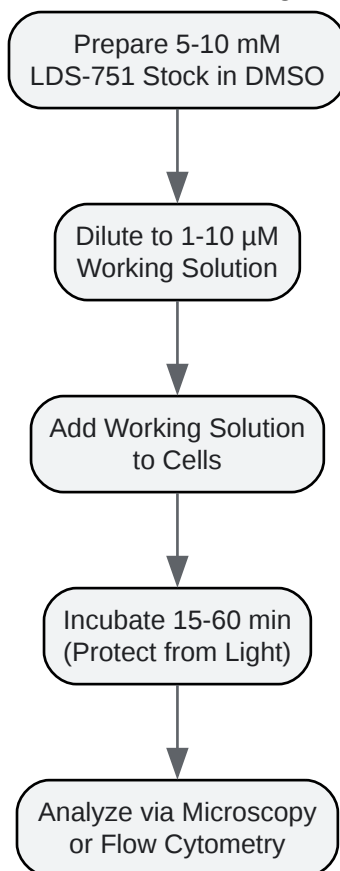 Prepare 5-10 mM
LDS-751 Stock in DMSO
Dilute to 1-10 µM
Working Solution
Add Working Solution
to Cells
Incubate 15-60 min
(Protect from Light)
Analyze via Microscopy
or Flow Cytometry